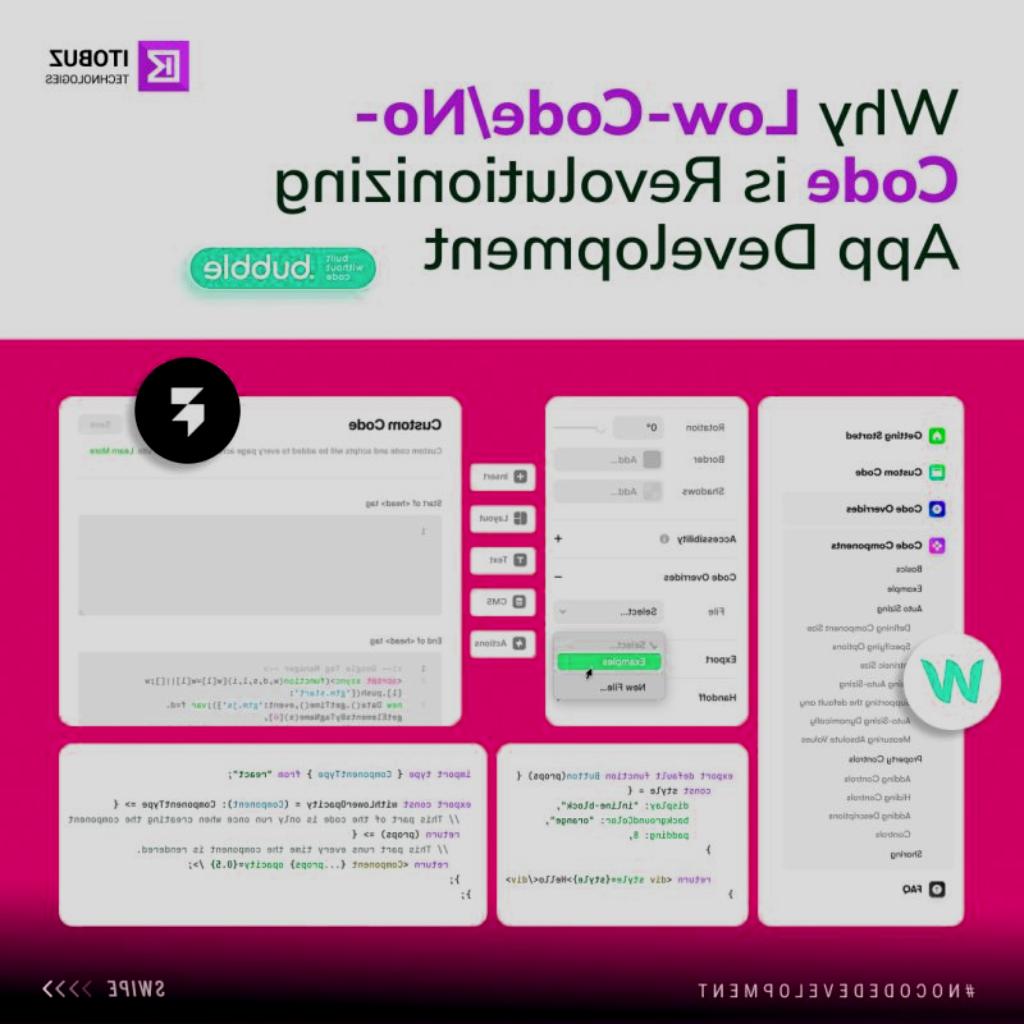 ITOBUZ
TECHNOLOGIES
Why Low-Code/No-
Code is Revolutionizing
App Development
built
without
code
.bubble
Getting Started
Custom Code
Code Overrides
Code Components
Basics
Example
Auto Sizing
Defining Component Size
Specifying Options
Intrinsic Size
Auto-Sizing
supporting the default any
Auto-Sizing Dynamically
Measuring Absolute Values
Property Controls
Adding Controls
Hiding Controls
Adding Descriptions
Controls
Sharing
FAQ
Rotation 0°
Border Add...
Shadows Add...
Accessibility +
Code Overrides −
File Select...
✓ Select...
Examples
New File...
Export
Handoff
Insert
Layout
Text
CMS
Actions
Custom Code Save
Custom code and scripts will be added to every page Learn More
Start of <head> tag
1
End of <head> tag
1 <!-- Google Tag Manager -->
2 <script async>(function(w,d,s,l,i){w[l]=w[l]||[];w
[l].push({'gtm.start':
new Date().getTime(),event:'gtm.js'});var f=d.
getElementsByTagName(s)[0],
export default function Button(props) {
const style = {
display: "inline-block",
backgroundColor: "orange",
padding: 8,
}
return <div style={style}>Hello</div>
}
import type { ComponentType } from "react";
export const withLowerOpacity = (Component): ComponentType => {
// This part of the code is only run once when creating the component
return (props) => {
// This part runs every time the component is rendered.
return <Component {...props} opacity={0.5} />;
};
};
#NOCODEDEVELOPMENT
SWIPE >>>>